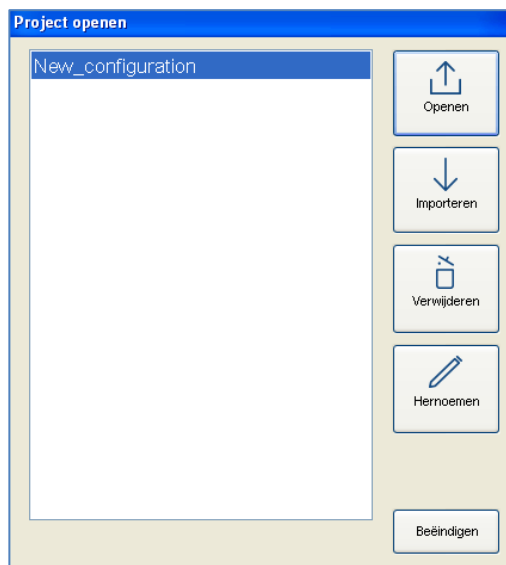 Project openen
New_configuration
Openen
Importeren
Verwijderen
Hernoemen
Beëindigen